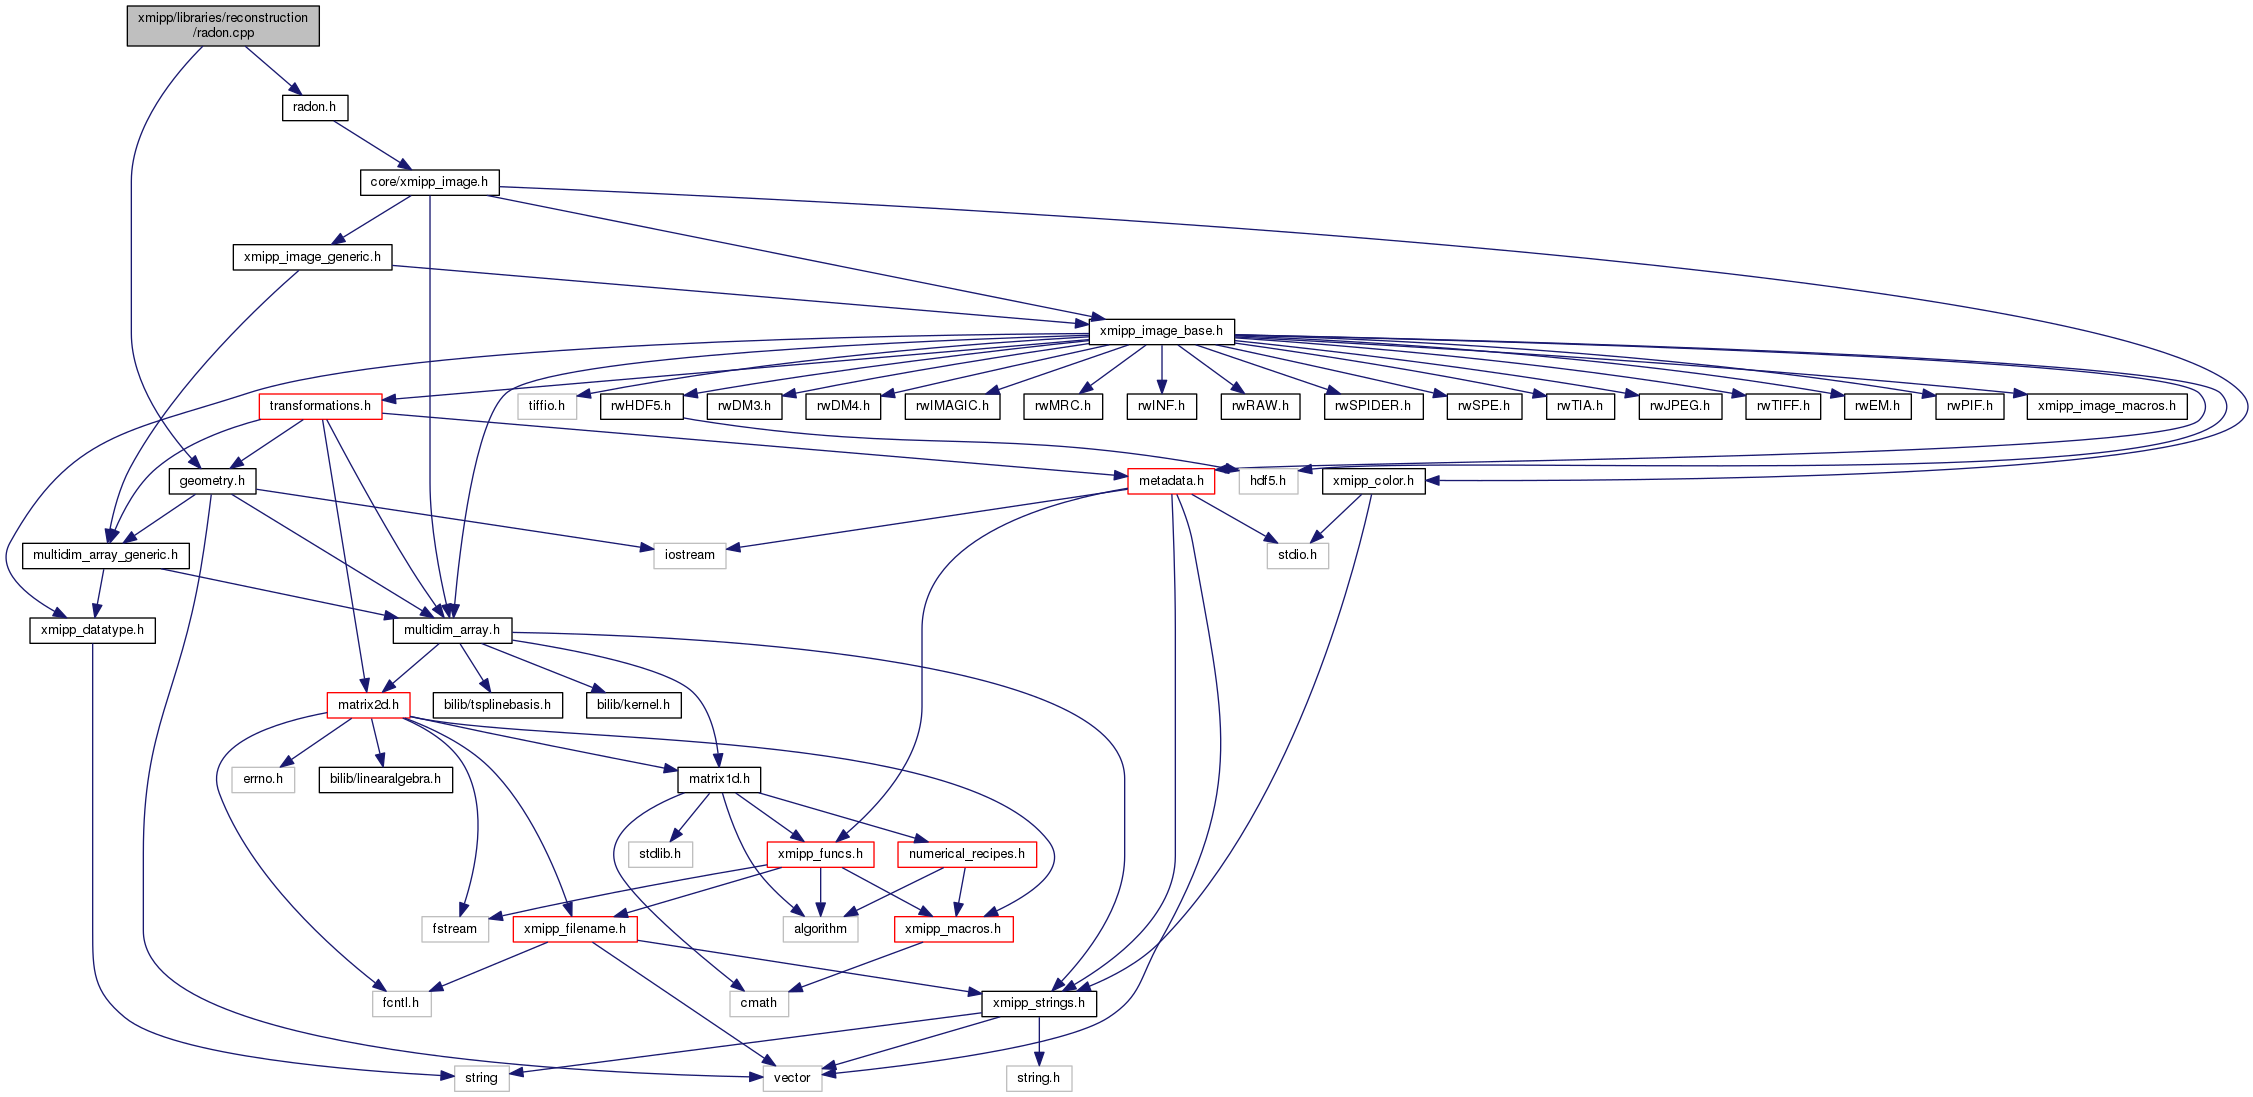 xmipp/libraries/reconstruction
/radon.cpp
radon.h
core/xmipp_image.h
xmipp_image_generic.h
xmipp_image_base.h
transformations.h
tiffio.h
rwHDF5.h
rwDM3.h
rwDM4.h
rwIMAGIC.h
rwMRC.h
rwINF.h
rwRAW.h
rwSPIDER.h
rwSPE.h
rwTIA.h
rwJPEG.h
rwTIFF.h
rwEM.h
rwPIF.h
xmipp_image_macros.h
geometry.h
metadata.h
hdf5.h
xmipp_color.h
multidim_array_generic.h
iostream
stdio.h
xmipp_datatype.h
multidim_array.h
matrix2d.h
bilib/tsplinebasis.h
bilib/kernel.h
errno.h
bilib/linearalgebra.h
matrix1d.h
stdlib.h
xmipp_funcs.h
numerical_recipes.h
fstream
xmipp_filename.h
algorithm
xmipp_macros.h
fcntl.h
cmath
xmipp_strings.h
string
vector
string.h